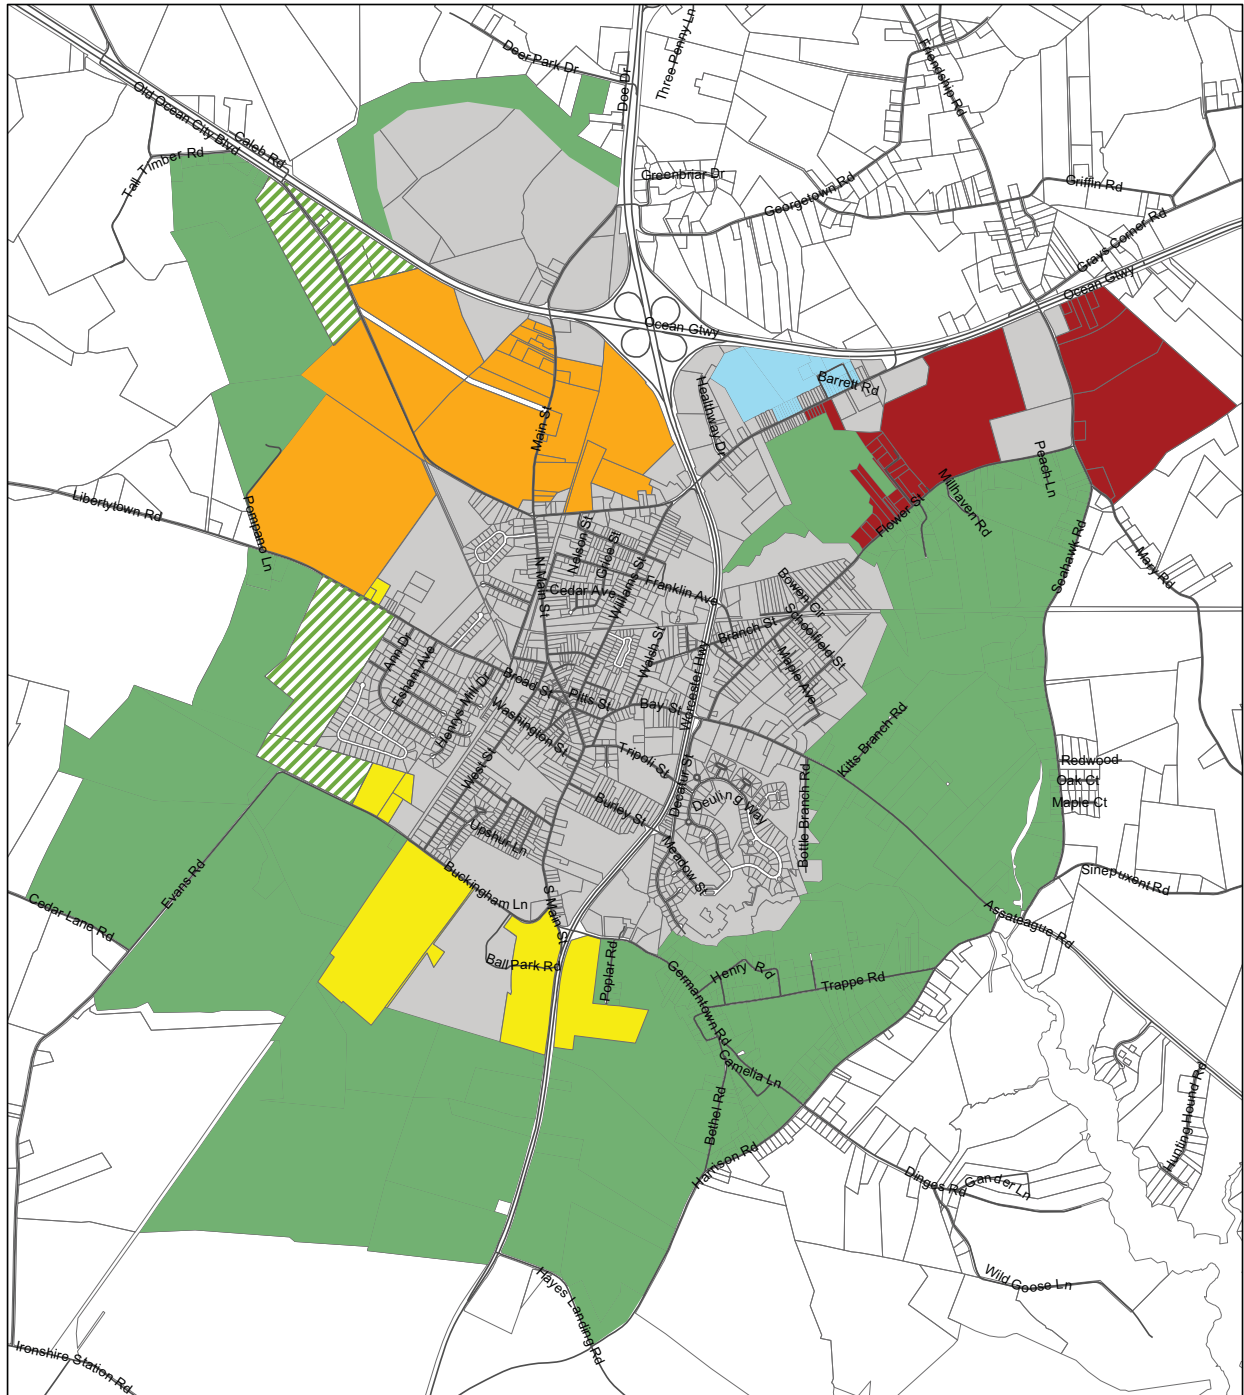 Deer Park Dr
Doe Dr
Three Penny Ln
Friendship Rd
Old Ocean City Blvd
Caleb Rd
Tall Timber Rd
Greenbriar Dr
Georgetown Rd
Griffin Rd
Grays Corner Rd
Ocean Gtwy
Ocean Gtwy
Barrett Rd
Healthway Dr
Main St
Peach Ln
Millhaven Rd
Flower St
Libertytown Rd
Pompano Ln
Seahawk Rd
Mary Rd
Nelson St
Grice St
Williams St
N Main St
Cedar Ave
Franklin Ave
Bowen Cir
Schoolfield St
Branch St
Maple Ave
Welsh St
Worcester Hwy
Ann Dr
Esham Ave
Henrys Mill Dr
Broad St
Pitts St
Bay St
Washington St
Tripoli St
West St
Decatur St
Deuling Way
Burley St
Bottle Branch Rd
Kitts Branch Rd
Redwood
Oak Ct
Maple Ct
Upshur Ln
Meadow St
Buckingham Ln
S Main St
Evans Rd
Cedar Lane Rd
Sinepuxent Rd
Assateague Rd
Ball Park Rd
Poplar Rd
Germantown Rd
Henry Rd
Trappe Rd
Camelia Ln
Bethel Rd
Harrison Rd
Hunting Hound Rd
Dinges Rd
Gander Ln
Wild Goose Ln
Hayes Landing Rd
Ironshire Station Rd